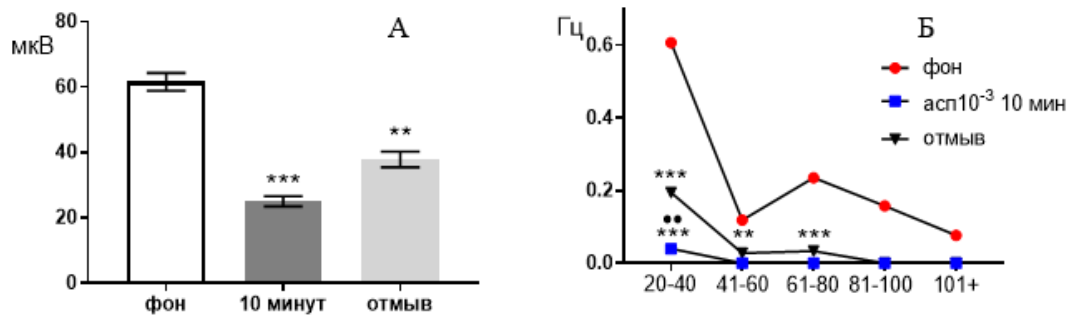 А
мкВ
80
60
40
20
0
***
**
фон
10 минут
отмыв
Б
Гц
0.6
0.4
0.2
0.0
фон
асп10⁻³ 10 мин
отмыв
***
••
***
**
***
20-40
41-60
61-80
81-100
101+